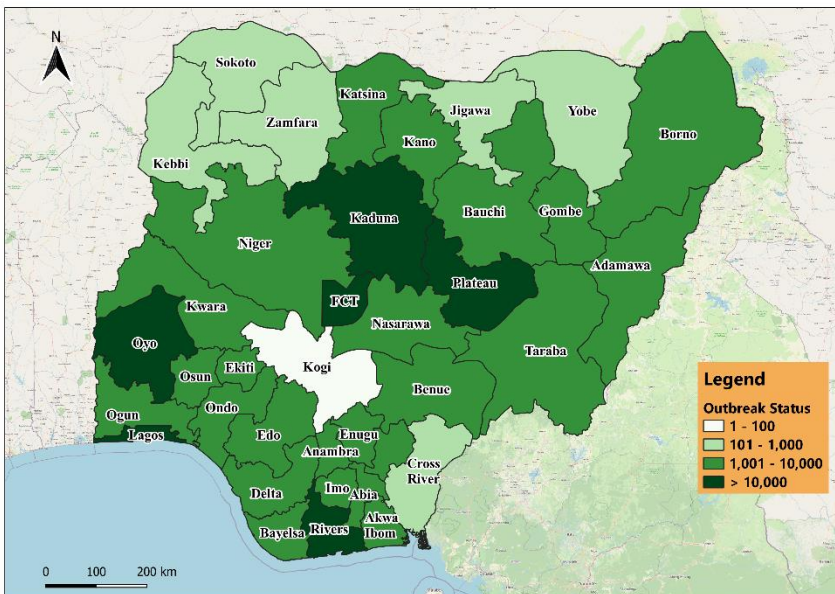 N
Sokoto
Katsina
Zamfara
Jigawa
Yobe
Kano
Borno
Kebbi
Kaduna
Bauchi
Gombe
Niger
Adamawa
Plateau
FCT
Kwara
Nasarawa
Oyo
Taraba
Kogi
Osun
Ekiti
Benue
Ogun
Ondo
Lagos
Edo
Enugu
Anambra
Cross
River
Delta
Imo
Abia
Akwa
Ibom
Bayelsa
Rivers
Legend
Outbreak Status
1 - 100
101 - 1,000
1,001 - 10,000
> 10,000
0 100 200 km